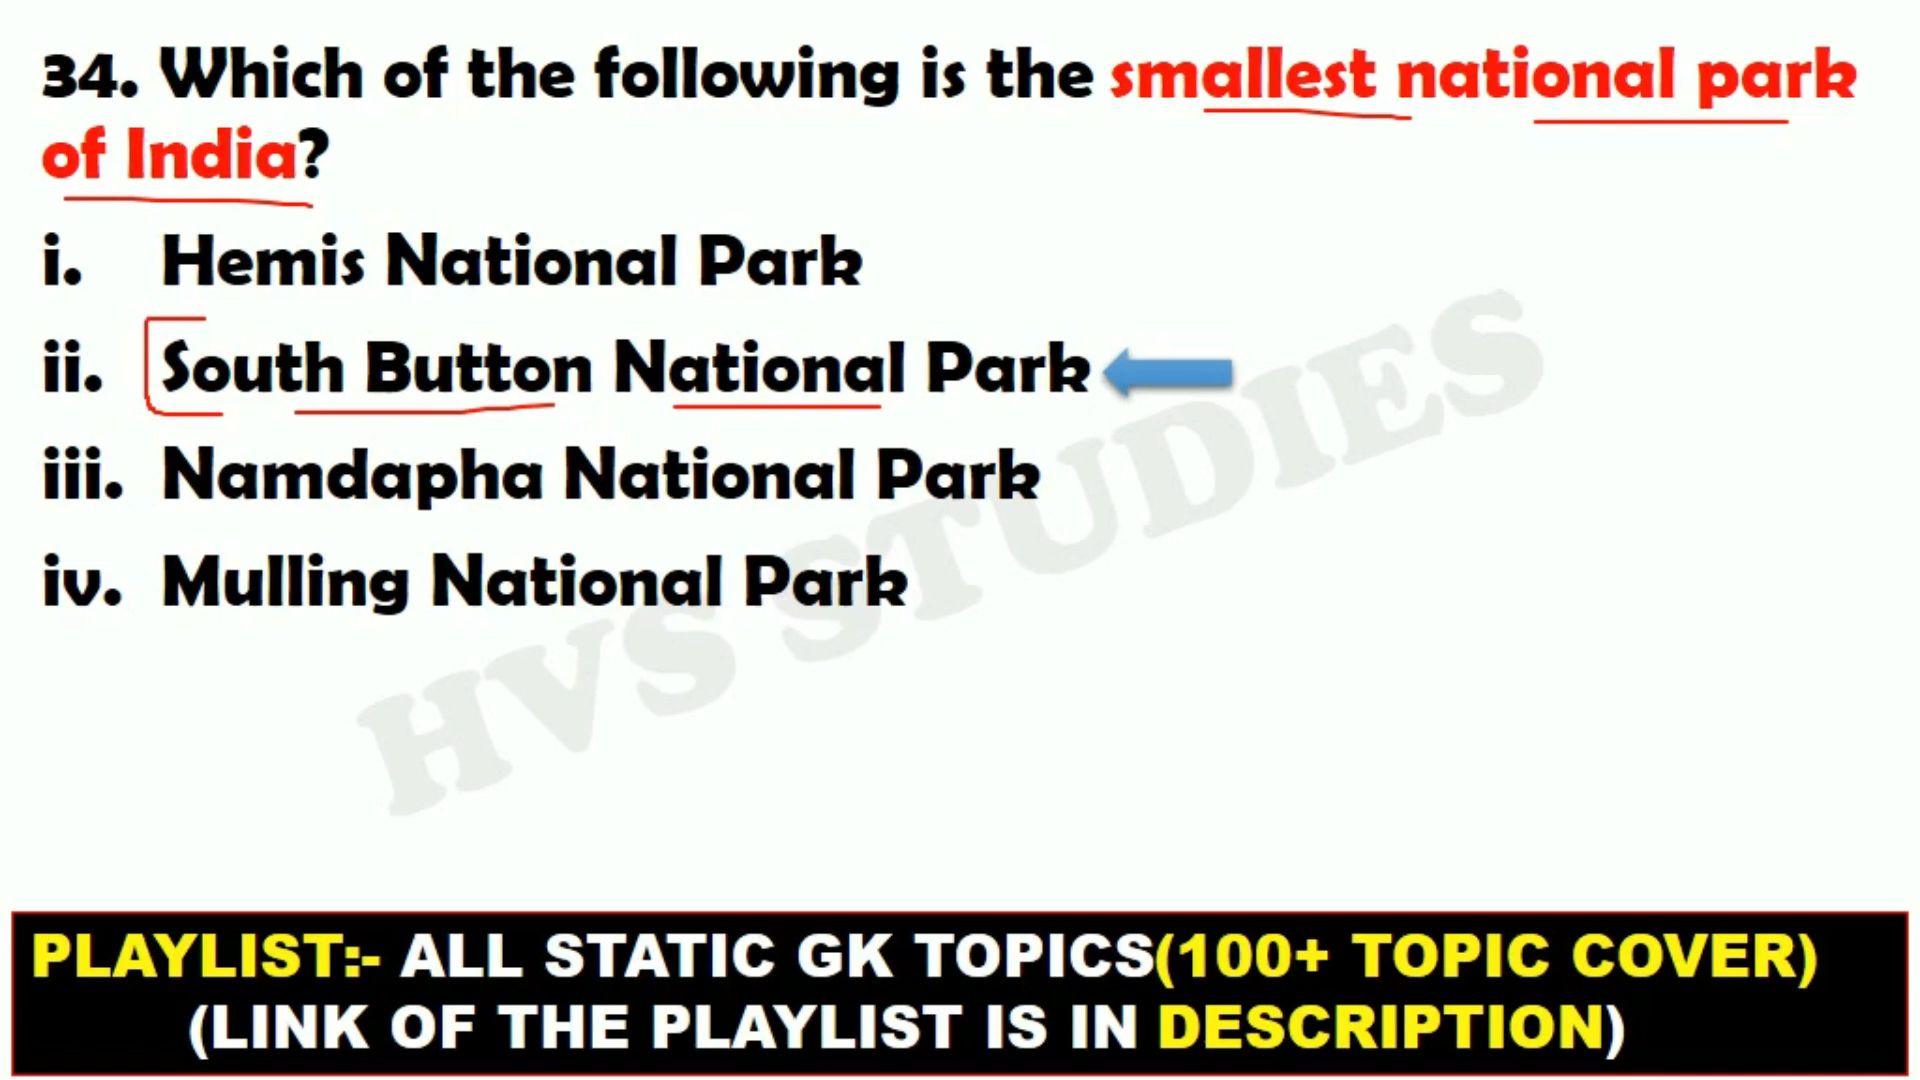 34. Which of the following is the smallest national park
of India?
i. Hemis National Park
ii. South Button National Park
iii. Namdapha National Park
iv. Mulling National Park
HVS STUDIES
PLAYLIST:- ALL STATIC GK TOPICS(100+ TOPIC COVER)
(LINK OF THE PLAYLIST IS IN DESCRIPTION)